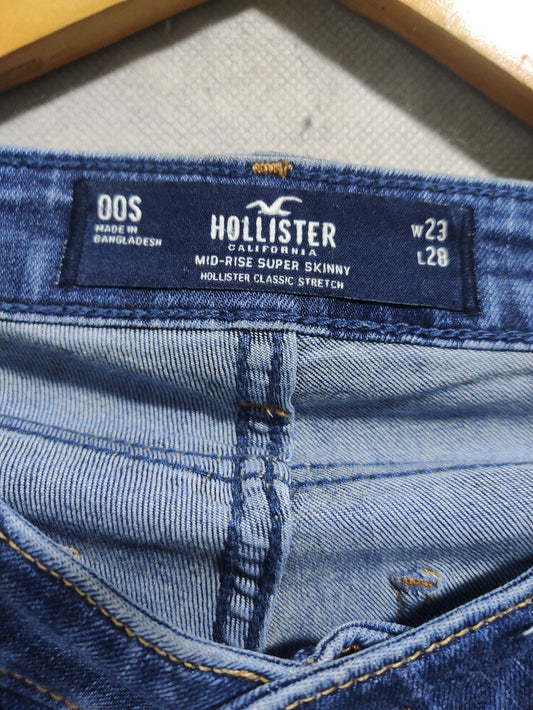 00S
MADE IN
BANGLADESH
HOLLISTER
CALIFORNIA
MID-RISE SUPER SKINNY
HOLLISTER CLASSIC STRETCH
W23
L28